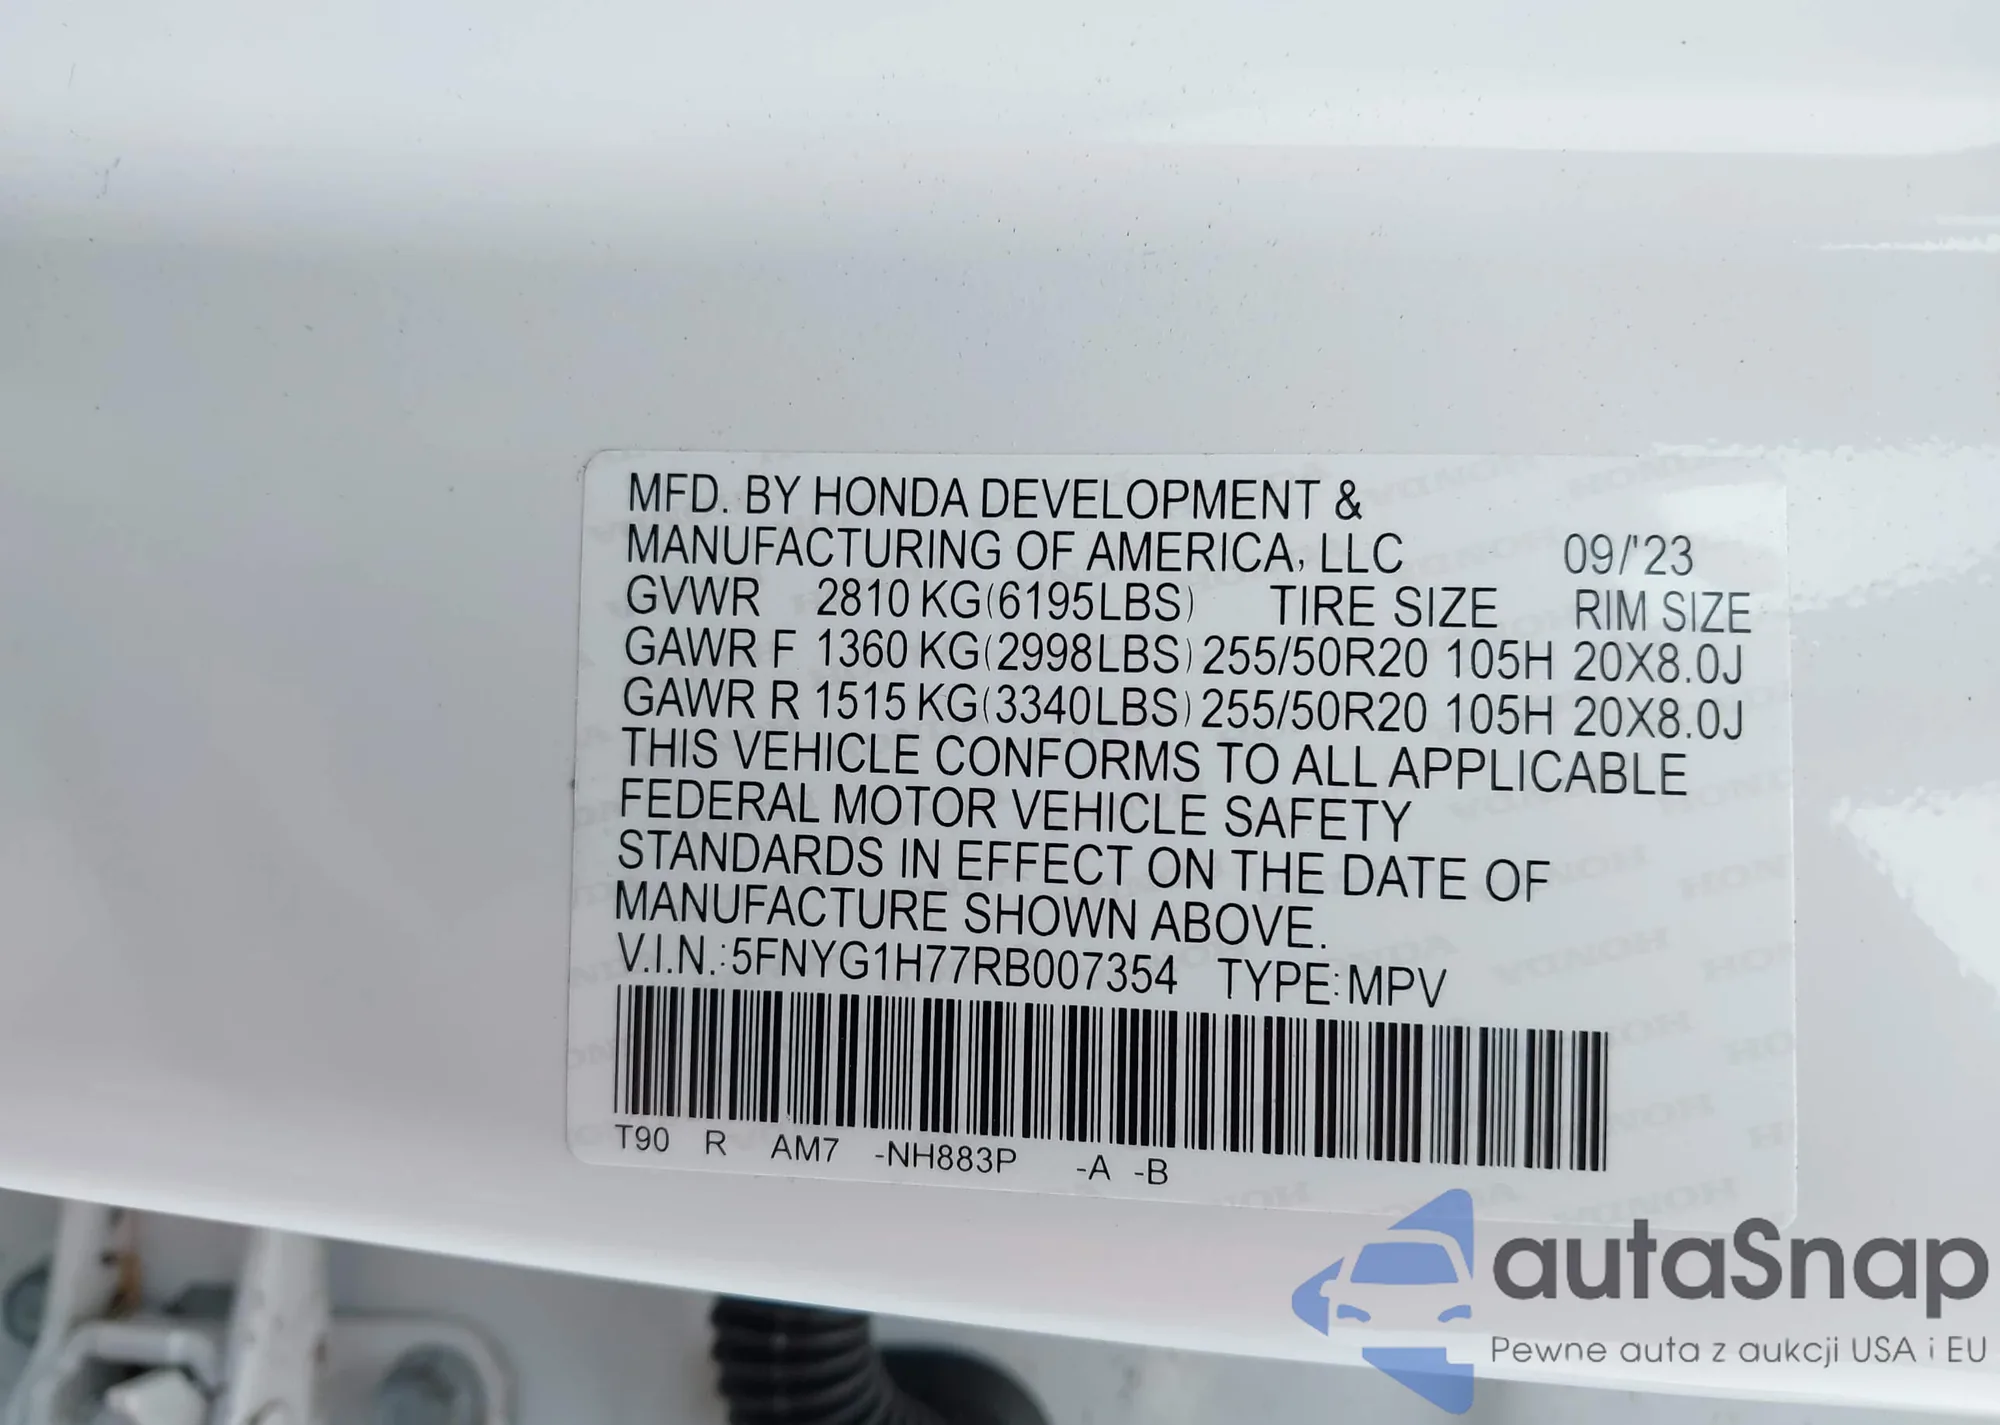 MFD. BY HONDA DEVELOPMENT &
MANUFACTURING OF AMERICA, LLC 09/'23
GVWR 2810 KG(6195LBS) TIRE SIZE RIM SIZE
GAWR F 1360 KG(2998LBS) 255/50R20 105H 20X8.0J
GAWR R 1515 KG(3340LBS) 255/50R20 105H 20X8.0J
THIS VEHICLE CONFORMS TO ALL APPLICABLE
FEDERAL MOTOR VEHICLE SAFETY
STANDARDS IN EFFECT ON THE DATE OF
MANUFACTURE SHOWN ABOVE.
V.I.N.:5FNYG1H77RB007354 TYPE:MPV
T90 R AM7 -NH883P -A -B
autaSnap
Pewne auta z aukcji USA i EU